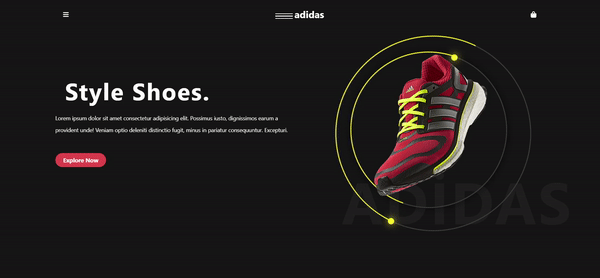 adidas
Style Shoes.
Lorem ipsum dolor sit amet consectetur adipisicing elit. Possimus iusto, dignissimos earum a
provident unde! Veniam optio deleniti distinctio fugit, minus in pariatur consequuntur. Excepturi.
Explore Now
adidas
ADIDAS